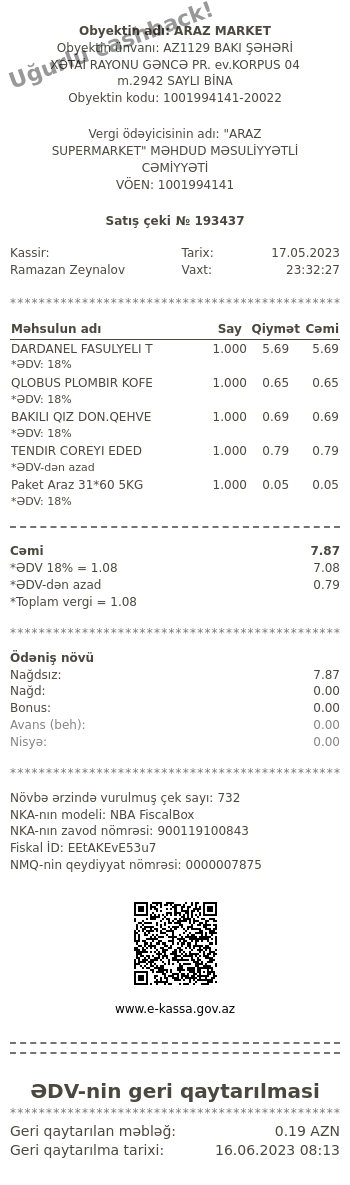 Uğurlu cashback!
Obyektin adı: ARAZ MARKET
Obyektin ünvanı: AZ1129 BAKI ŞƏHƏRİ
XƏTAİ RAYONU GƏNCƏ PR. ev.KORPUS 04
m.2942 SAYLI BİNA
Obyektin kodu: 1001994141-20022
Vergi ödəyicisinin adı: "ARAZ
SUPERMARKET" MƏHDUD MƏSULİYYƏTLİ
CƏMİYYƏTİ
VÖEN: 1001994141
Satış çeki № 193437
Kassir: Tarix: 17.05.2023
Ramazan Zeynalov Vaxt: 23:32:27
********************************************
Məhsulun adı Say Qiymət Cəmi
DARDANEL FASULYELI T 1.000 5.69 5.69
*ƏDV: 18%
QLOBUS PLOMBIR KOFE 1.000 0.65 0.65
*ƏDV: 18%
BAKILI QIZ DON.QEHVE 1.000 0.69 0.69
*ƏDV: 18%
TENDIR COREYI EDED 1.000 0.79 0.79
*ƏDV-dən azad
Paket Araz 31*60 5KG 1.000 0.05 0.05
*ƏDV: 18%
Cəmi 7.87
*ƏDV 18% = 1.08 7.08
*ƏDV-dən azad 0.79
*Toplam vergi = 1.08
********************************************
Ödəniş növü
Nağdsız: 7.87
Nağd: 0.00
Bonus: 0.00
Avans (beh): 0.00
Nisyə: 0.00
********************************************
Növbə ərzində vurulmuş çek sayı: 732
NKA-nın modeli: NBA FiscalBox
NKA-nın zavod nömrəsi: 900119100843
Fiskal İD: EEtAKEvE53u7
NMQ-nin qeydiyyat nömrəsi: 0000007875
www.e-kassa.gov.az
ƏDV-nin geri qaytarılması
********************************************
Geri qaytarılan məbləğ: 0.19 AZN
Geri qaytarılma tarixi: 16.06.2023 08:13